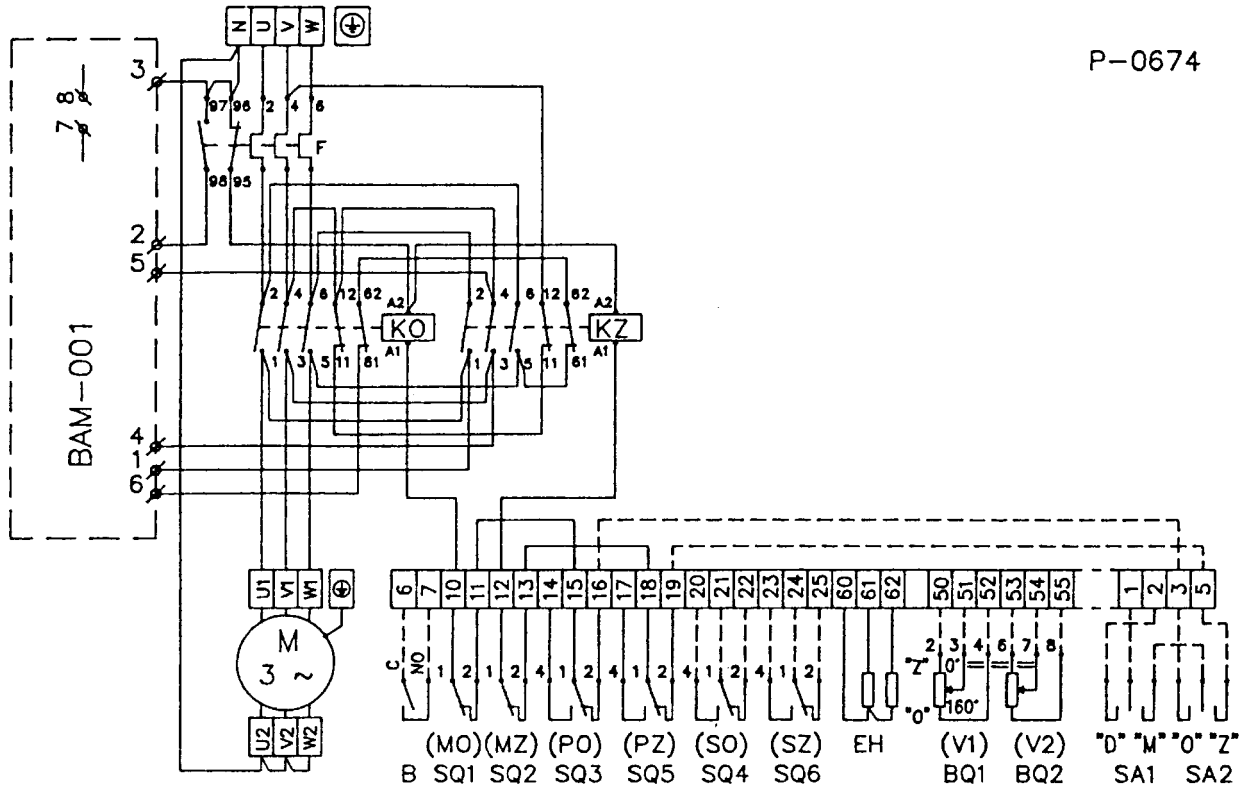 N U V W
P-0674
3
7 8
97 96 2 4 6
F
98 95
2
5
2 4 6 12 62 A2 2 4 6 12 62 A2
KO KZ
1 3 5 11 61 A1 1 3 5 11 61 A1
BAM-001
4
1
6
U1 V1 W1
6 7 10 11 12 13 14 15 16 17 18 19 20 21 22 23 24 25 60 61 62 50 51 52 53 54 55 1 2 3 5
M
3 ~
C NO 1 2 1 2 4 1 2 4 1 2 4 1 2 4 1 2
2 3 4 6 7 8
"Z" 0°
"O" 160°
U2 V2 W2
(MO) (MZ) (PO) (PZ) (SO) (SZ) EH (V1) (V2) "D" "M" "O" "Z"
B SQ1 SQ2 SQ3 SQ5 SQ4 SQ6 BQ1 BQ2 SA1 SA2